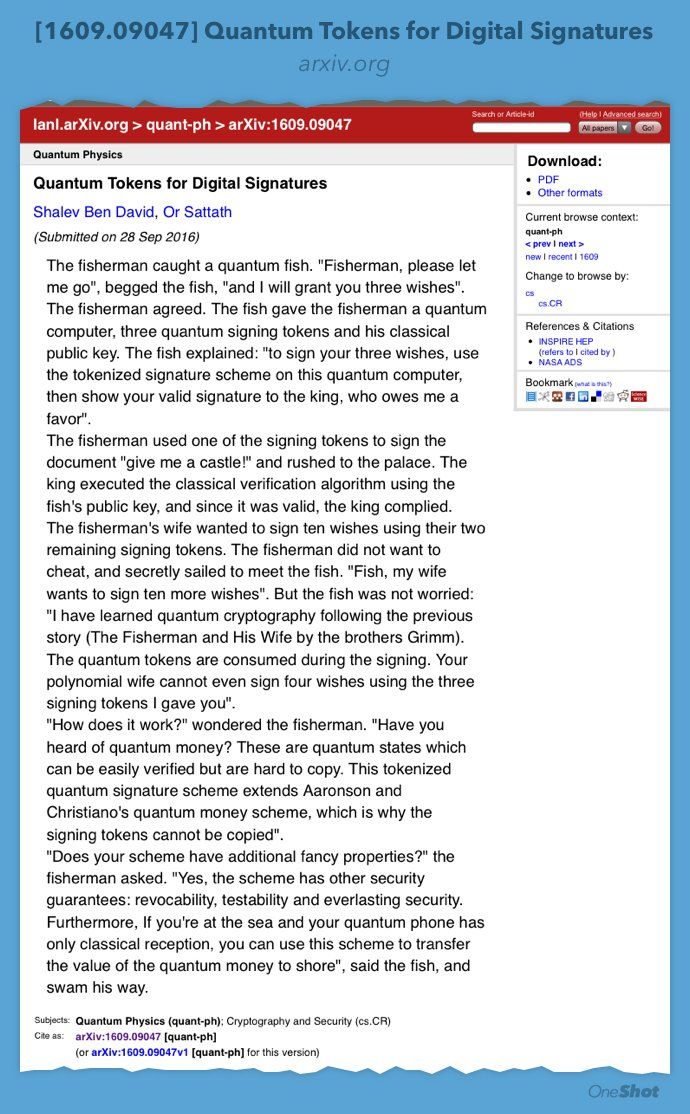 [1609.09047] Quantum Tokens for Digital Signatures
arxiv.org
lanl.arXiv.org > quant-ph > arXiv:1609.09047
Search or Article-id
(Help | Advanced search)
All papers
Go!
Quantum Physics
Quantum Tokens for Digital Signatures
Shalev Ben David, Or Sattath
(Submitted on 28 Sep 2016)
The fisherman caught a quantum fish. "Fisherman, please let
me go", begged the fish, "and I will grant you three wishes".
The fisherman agreed. The fish gave the fisherman a quantum
computer, three quantum signing tokens and his classical
public key. The fish explained: "to sign your three wishes, use
the tokenized signature scheme on this quantum computer,
then show your valid signature to the king, who owes me a
favor".
The fisherman used one of the signing tokens to sign the
document "give me a castle!" and rushed to the palace. The
king executed the classical verification algorithm using the
fish's public key, and since it was valid, the king complied.
The fisherman's wife wanted to sign ten wishes using their two
remaining signing tokens. The fisherman did not want to
cheat, and secretly sailed to meet the fish. "Fish, my wife
wants to sign ten more wishes". But the fish was not worried:
"I have learned quantum cryptography following the previous
story (The Fisherman and His Wife by the brothers Grimm).
The quantum tokens are consumed during the signing. Your
polynomial wife cannot even sign four wishes using the three
signing tokens I gave you".
"How does it work?" wondered the fisherman. "Have you
heard of quantum money? These are quantum states which
can be easily verified but are hard to copy. This tokenized
quantum signature scheme extends Aaronson and
Christiano's quantum money scheme, which is why the
signing tokens cannot be copied".
"Does your scheme have additional fancy properties?" the
fisherman asked. "Yes, the scheme has other security
guarantees: revocability, testability and everlasting security.
Furthermore, If you're at the sea and your quantum phone has
only classical reception, you can use this scheme to transfer
the value of the quantum money to shore", said the fish, and
swam his way.
Subjects: Quantum Physics (quant-ph); Cryptography and Security (cs.CR)
Cite as: arXiv:1609.09047 [quant-ph]
(or arXiv:1609.09047v1 [quant-ph] for this version)
Download:
• PDF
• Other formats
Current browse context:
quant-ph
< prev | next >
new | recent | 1609
Change to browse by:
cs
cs.CR
References & Citations
• INSPIRE HEP
(refers to | cited by )
• NASA ADS
Bookmark (what is this?)
OneShot